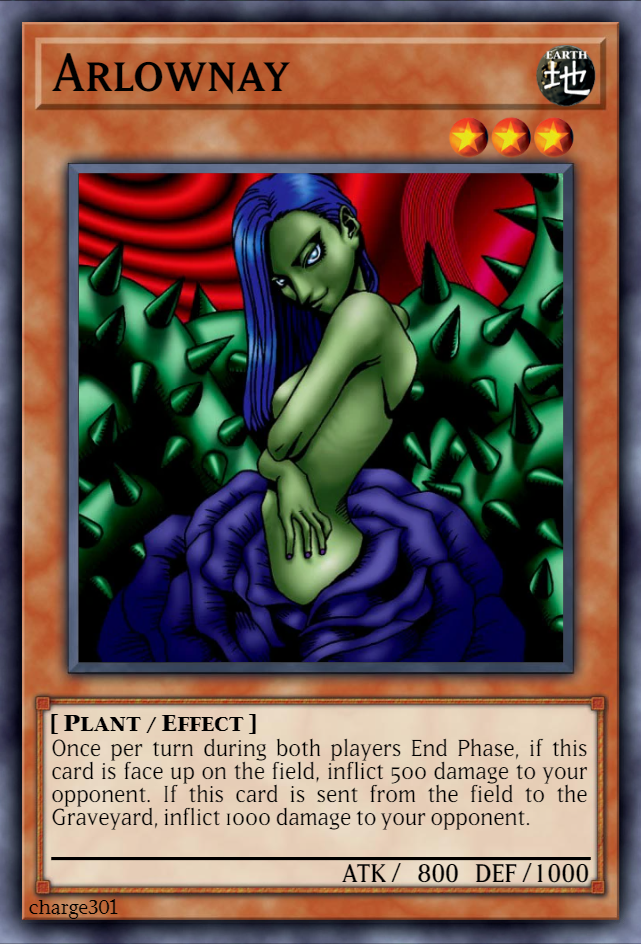 Arlownay
EARTH
地
[ Plant / Effect ]
Once per turn during both players End Phase, if this
card is face up on the field, inflict 500 damage to your
opponent. If this card is sent from the field to the
Graveyard, inflict 1000 damage to your opponent.
ATK / 800 DEF /1000
charge301